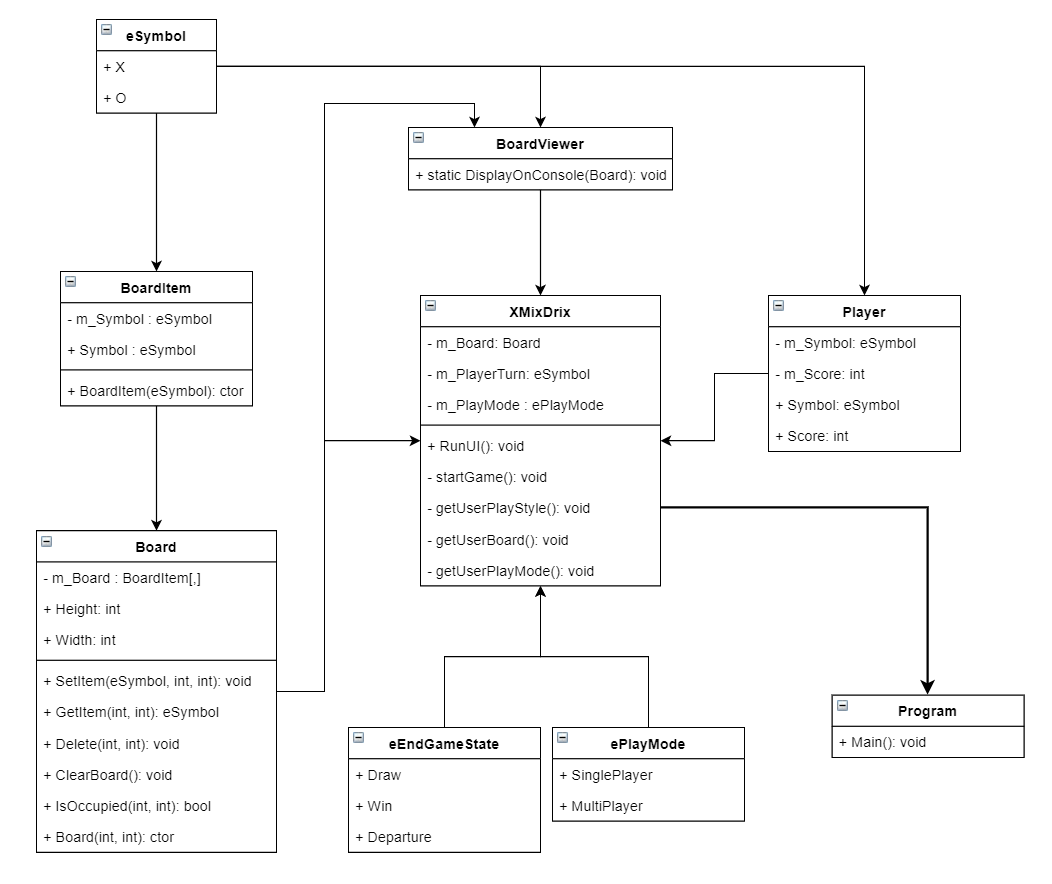 eSymbol
+ X
+ O
BoardViewer
+ static DisplayOnConsole(Board): void
BoardItem
- m_Symbol : eSymbol
+ Symbol : eSymbol
+ BoardItem(eSymbol): ctor
XMixDrix
- m_Board: Board
- m_PlayerTurn: eSymbol
- m_PlayMode : ePlayMode
+ RunUI(): void
- startGame(): void
- getUserPlayStyle(): void
- getUserBoard(): void
- getUserPlayMode(): void
Player
- m_Symbol: eSymbol
- m_Score: int
+ Symbol: eSymbol
+ Score: int
Board
- m_Board : BoardItem[,]
+ Height: int
+ Width: int
+ SetItem(eSymbol, int, int): void
+ GetItem(int, int): eSymbol
+ Delete(int, int): void
+ ClearBoard(): void
+ IsOccupied(int, int): bool
+ Board(int, int): ctor
eEndGameState
+ Draw
+ Win
+ Departure
ePlayMode
+ SinglePlayer
+ MultiPlayer
Program
+ Main(): void